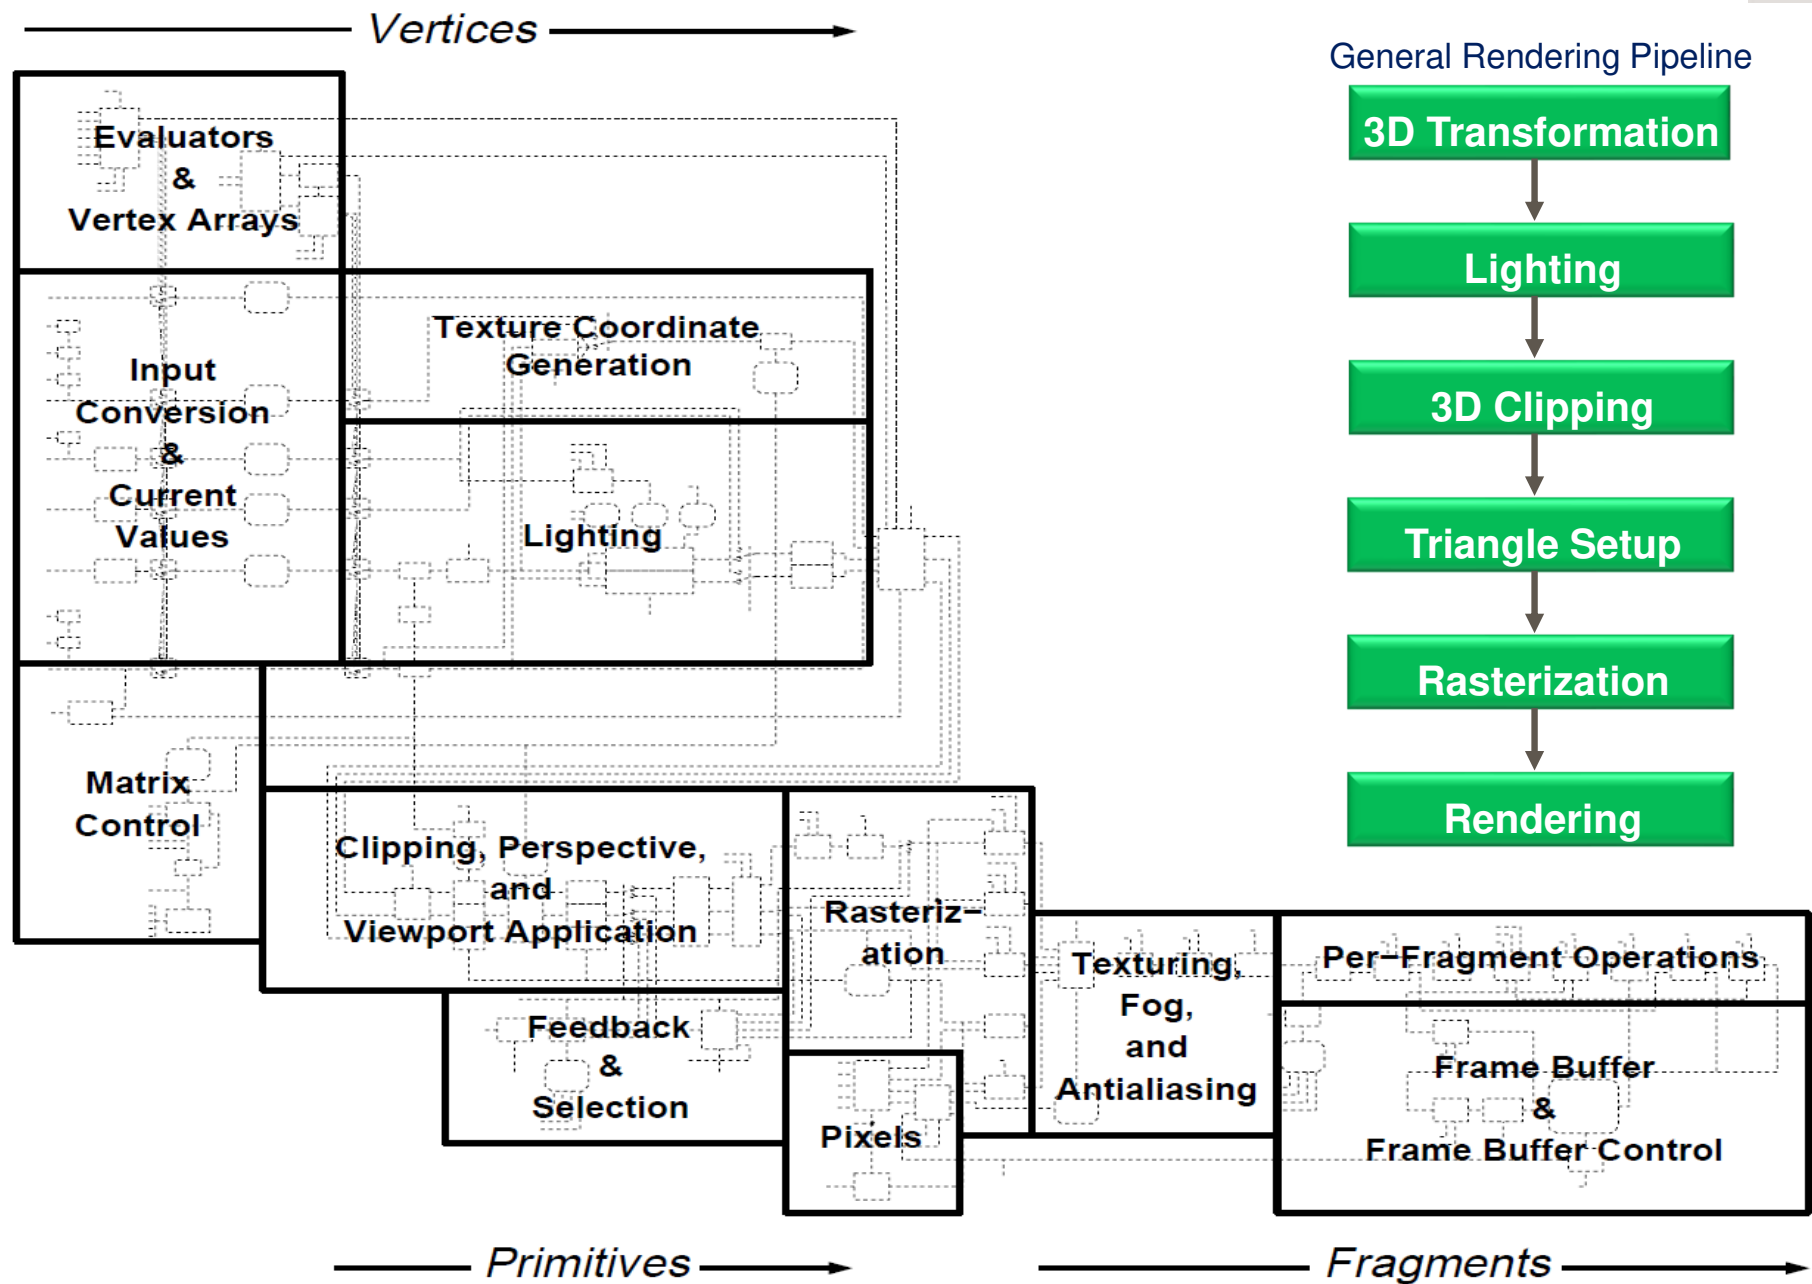 Vertices
General Rendering Pipeline
3D Transformation
Lighting
3D Clipping
Triangle Setup
Rasterization
Rendering
Evaluators
&
Vertex Arrays
Input
Conversion
&
Current
Values
Texture Coordinate
Generation
Lighting
Matrix
Control
Clipping, Perspective,
and
Viewport Application
Rasteriz-
ation
Feedback
&
Selection
Pixels
Texturing,
Fog,
and
Antialiasing
Per-Fragment Operations
Frame Buffer
&
Frame Buffer Control
Primitives
Fragments